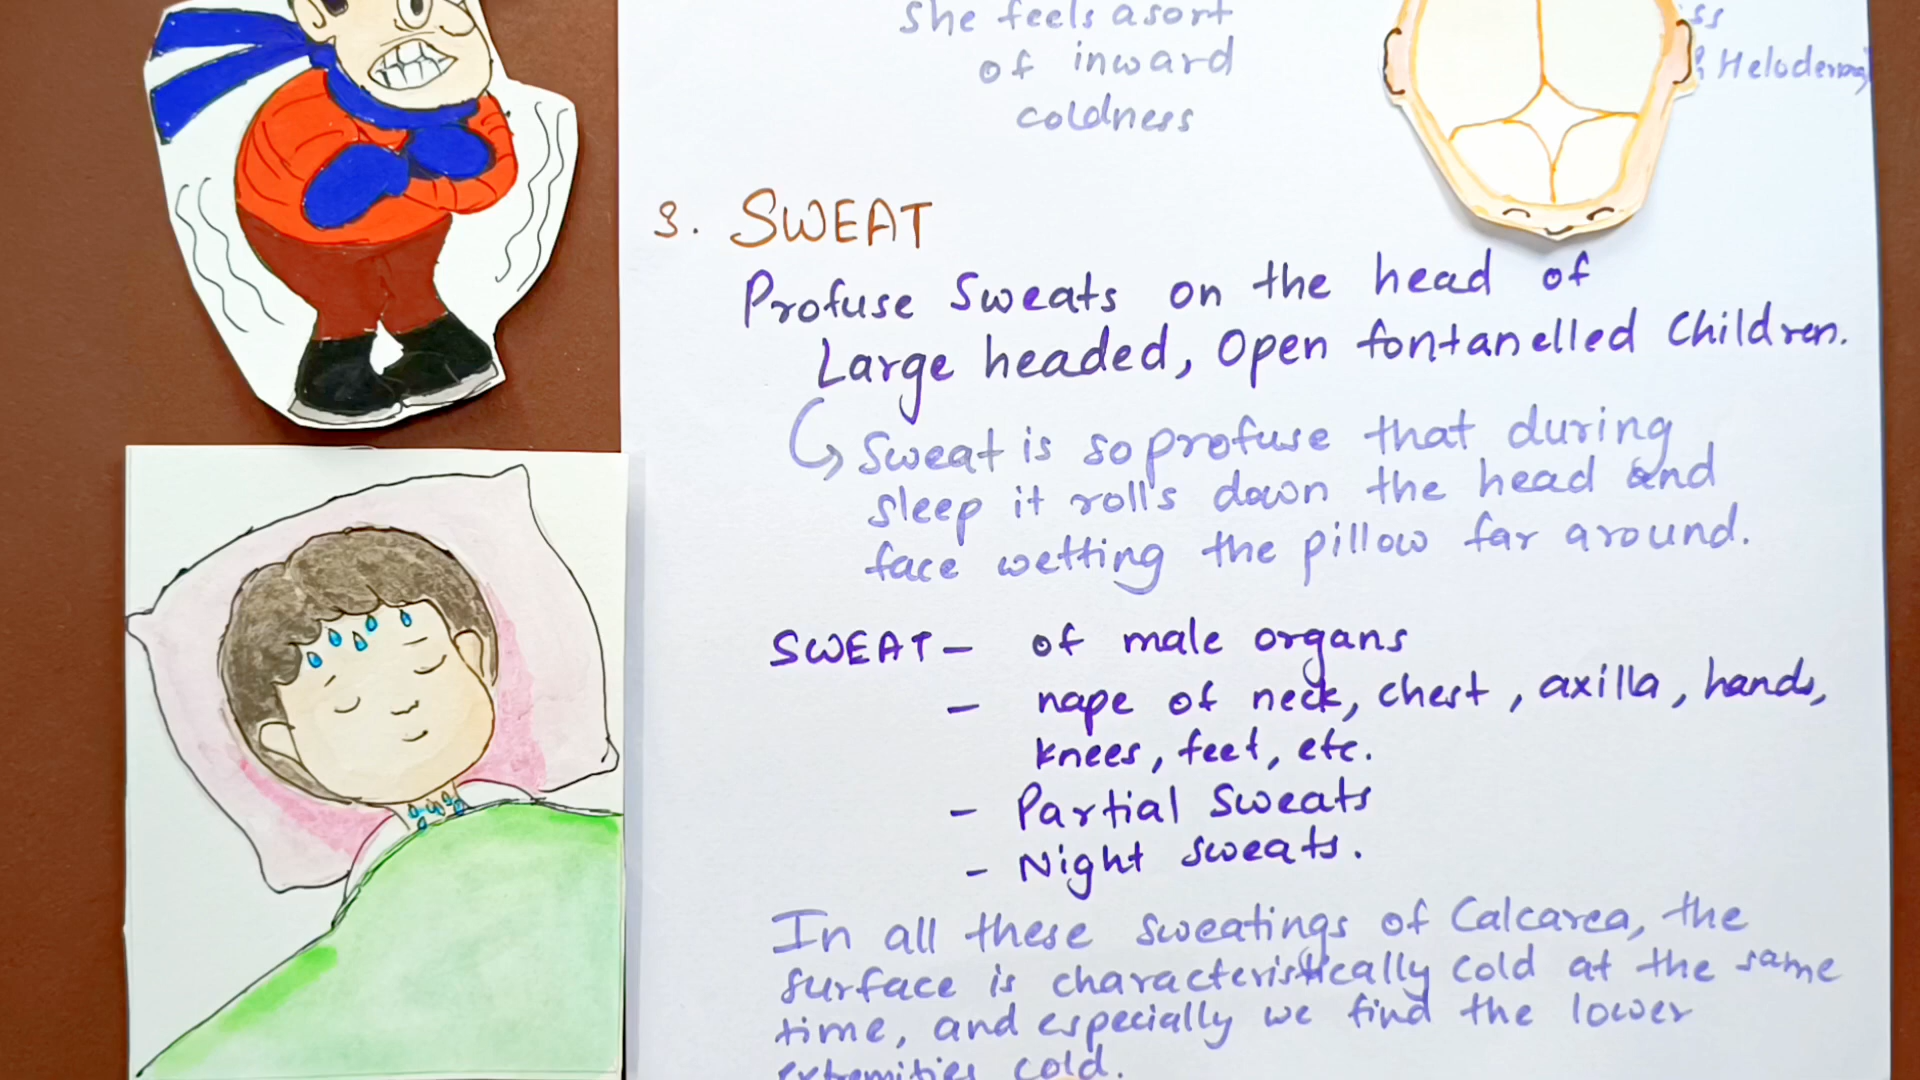 She feels a sort
of inward
coldness
ss
Heloderma
3. SWEAT
Profuse Sweats on the head of
Large headed, Open fontanelled Children.
Sweat is so profuse that during
sleep it rolls down the head and
face wetting the pillow far around.
SWEAT - of male organs
- nape of neck, chest, axilla, hands,
knees, feet, etc.
- Partial Sweats
- Night sweats.
In all these sweatings of Calcarea, the
surface is characteristically cold at the same
time, and especially we find the lower
extremities cold.